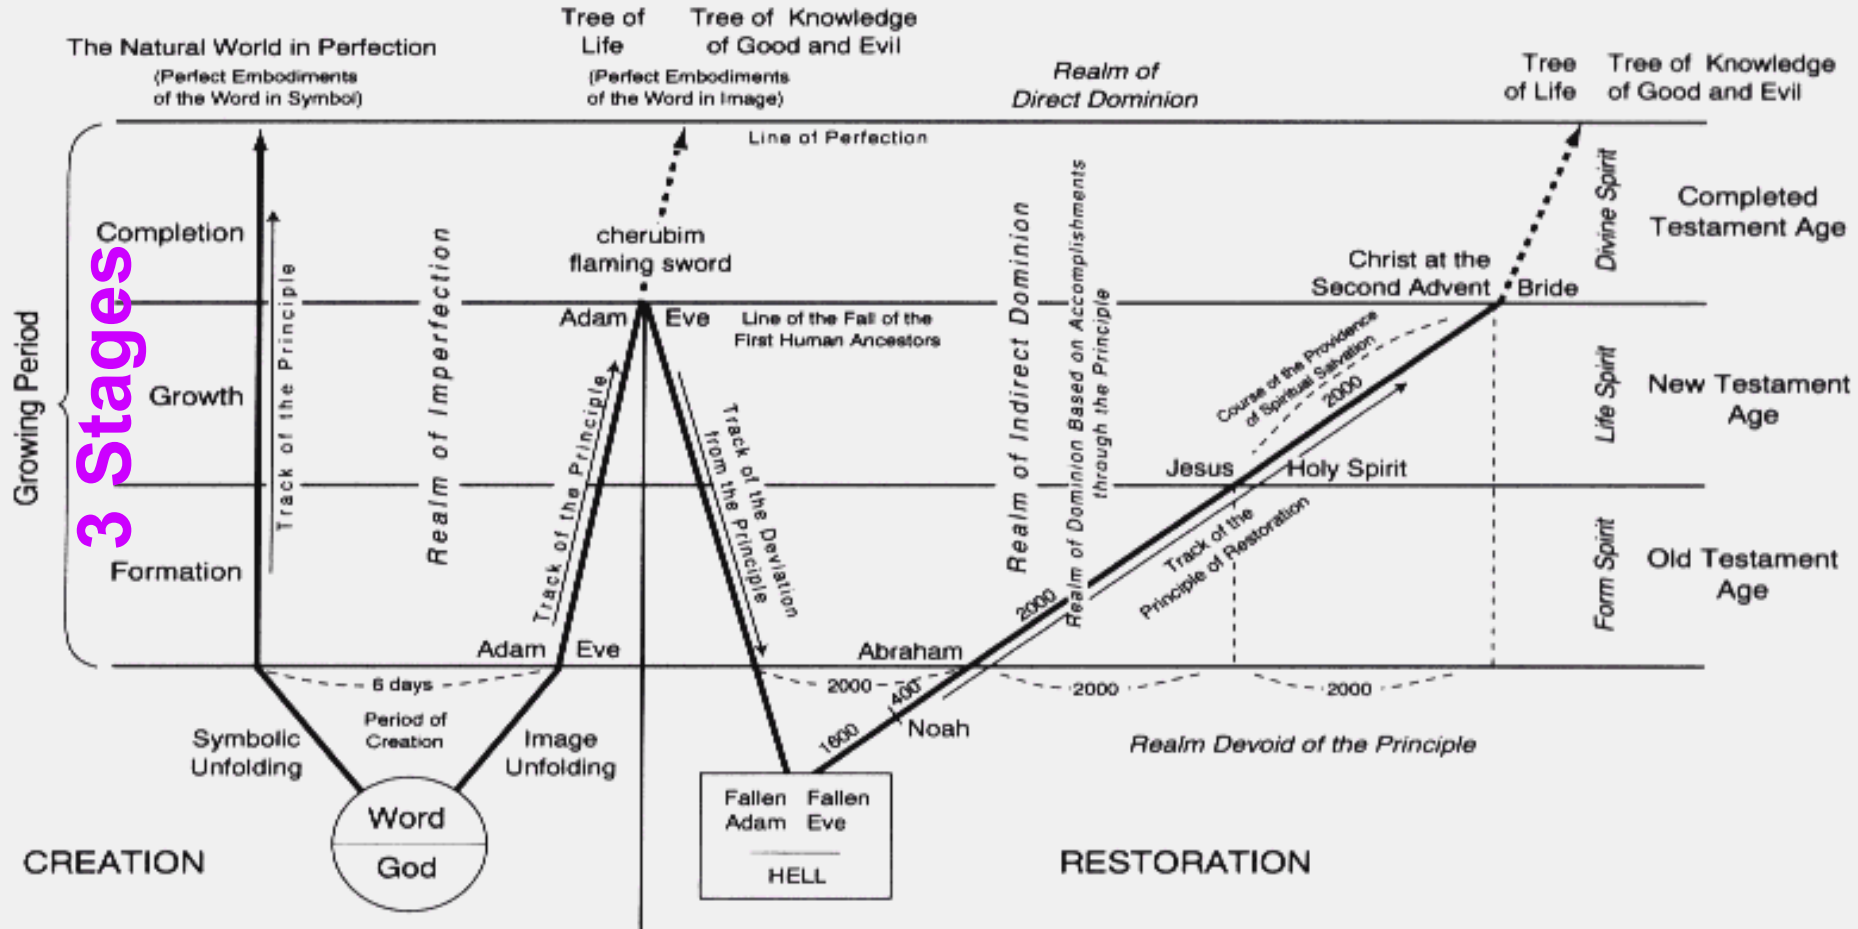 The Natural World in Perfection
(Perfect Embodiments
of the Word in Symbol)
Tree of
Life
Tree of Knowledge
of Good and Evil
(Perfect Embodiments
of the Word in Image)
Realm of
Direct Dominion
Tree
of Life
Tree of Knowledge
of Good and Evil
Line of Perfection
Growing Period
3 Stages
Completion
Growth
Formation
Track of the Principle
Realm of Imperfection
cherubim
flaming sword
Adam
Eve
Line of the Fall of the
First Human Ancestors
Track of the Principle
Track of the Deviation
from the Principle
Realm of Indirect Dominion
Realm of Dominion Based on Accomplishments
through the Principle
Christ at the
Second Advent
Bride
Course of the Providence
of Spiritual Salvation
2000
Jesus
Holy Spirit
Track of the
Principle of Restoration
2000
Divine Spirit
Life Spirit
Form Spirit
Completed
Testament Age
New Testament
Age
Old Testament
Age
Adam
Eve
Abraham
6 days
2000
2000
2000
400
Noah
1600
Period of
Creation
Symbolic
Unfolding
Image
Unfolding
Realm Devoid of the Principle
Word
God
Fallen Fallen
Adam Eve
HELL
CREATION
RESTORATION